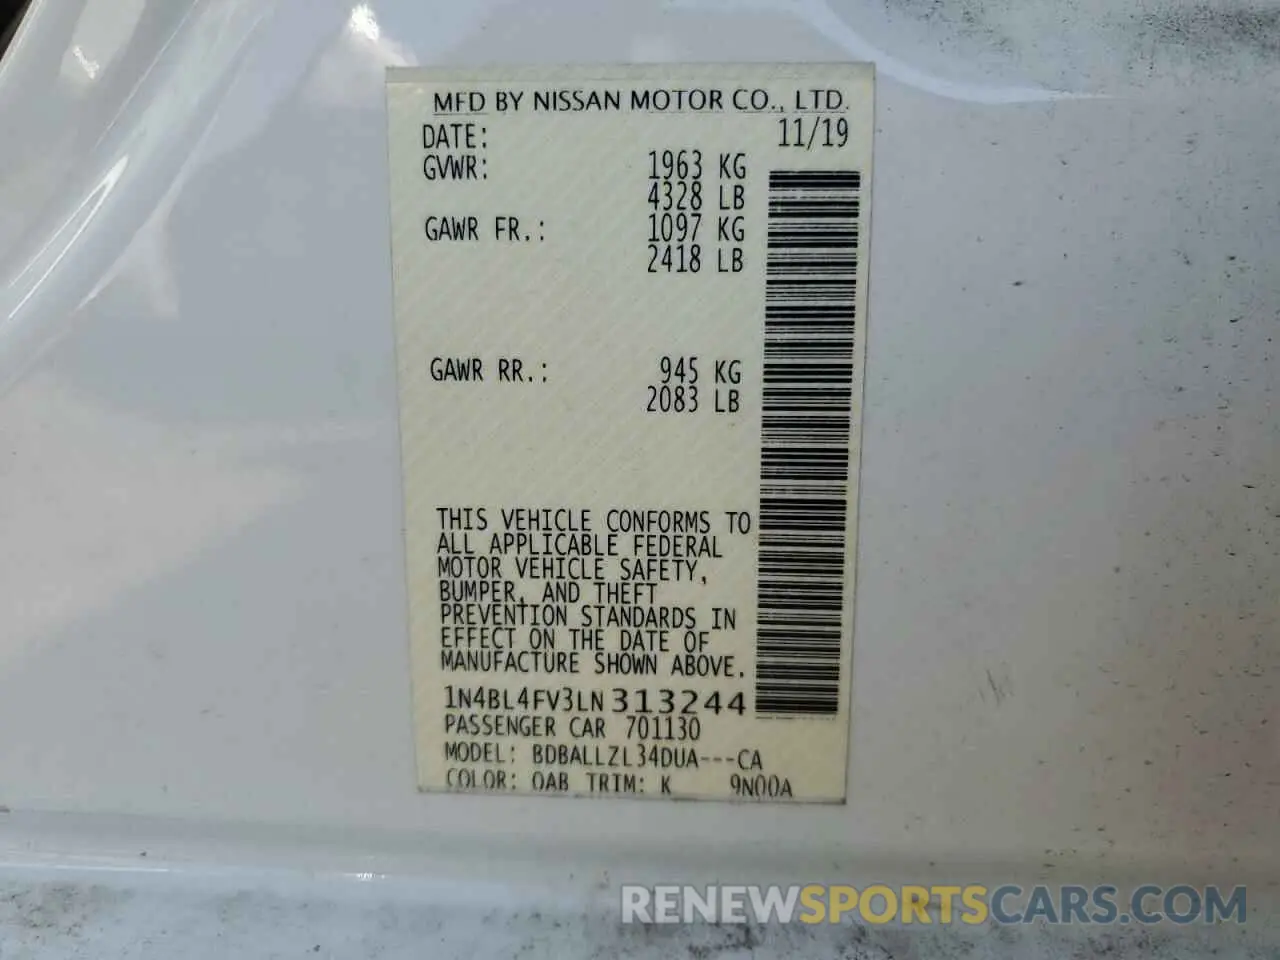 MFD BY NISSAN MOTOR CO., LTD.
DATE: 11/19
GVWR: 1963 KG
4328 LB
GAWR FR.: 1097 KG
2418 LB
GAWR RR.: 945 KG
2083 LB
THIS VEHICLE CONFORMS TO
ALL APPLICABLE FEDERAL
MOTOR VEHICLE SAFETY,
BUMPER, AND THEFT
PREVENTION STANDARDS IN
EFFECT ON THE DATE OF
MANUFACTURE SHOWN ABOVE.
1N4BL4FV3LN313244
PASSENGER CAR 701130
MODEL: BDBALLZL34DUA---CA
COLOR: QAB TRIM: K 9N00A
RENEWSPORTSCARS.COM